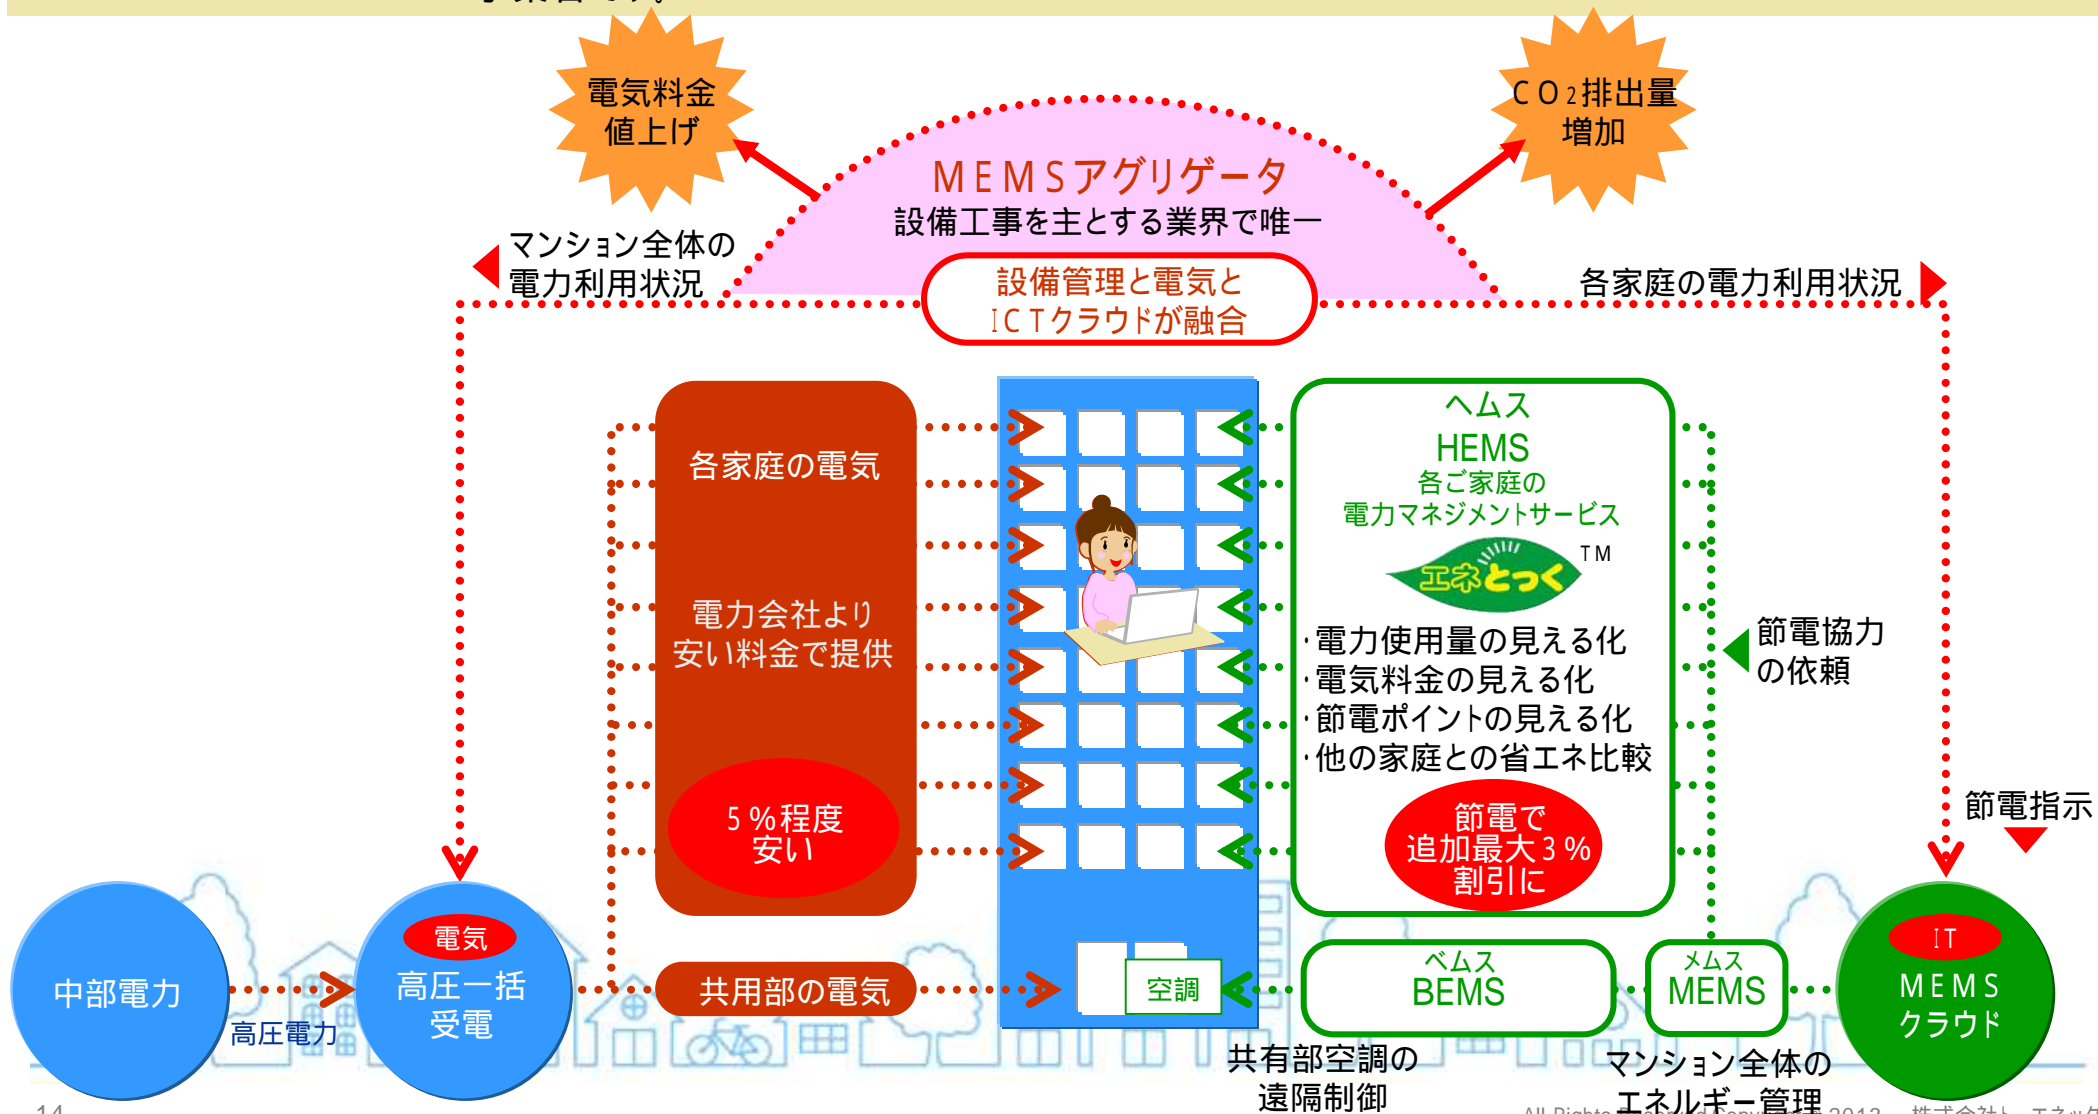 事業者です。
電気料金
値上げ
CO2排出量
増加
MEMSアグリゲータ
設備工事を主とする業界で唯一
設備管理と電気と
ICTクラウドが融合
マンション全体の
電力利用状況
各家庭の電力利用状況
各家庭の電気
電力会社より
安い料金で提供
5%程度
安い
ヘムス
HEMS
各ご家庭の
電力マネジメントサービス
エネとっく
TM
・電力使用量の見える化
・電気料金の見える化
・節電ポイントの見える化
・他の家庭との省エネ比較
節電で
追加最大3%
割引に
節電協力
の依頼
節電指示
中部電力
高圧電力
電気
高圧一括
受電
共用部の電気
空調
ベムス
BEMS
メムス
MEMS
IT
MEMS
クラウド
共有部空調の
遠隔制御
マンション全体の
エネルギー管理
14